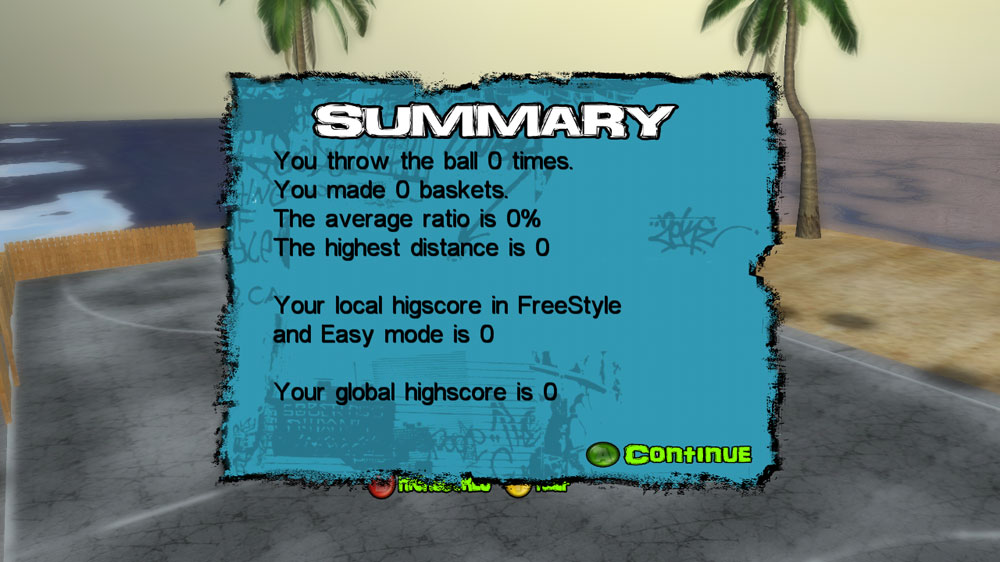 SUMMARY
You throw the ball 0 times.
You made 0 baskets.
The average ratio is 0%
The highest distance is 0
Your local higscore in FreeStyle
and Easy mode is 0
Your global highscore is 0
Continue